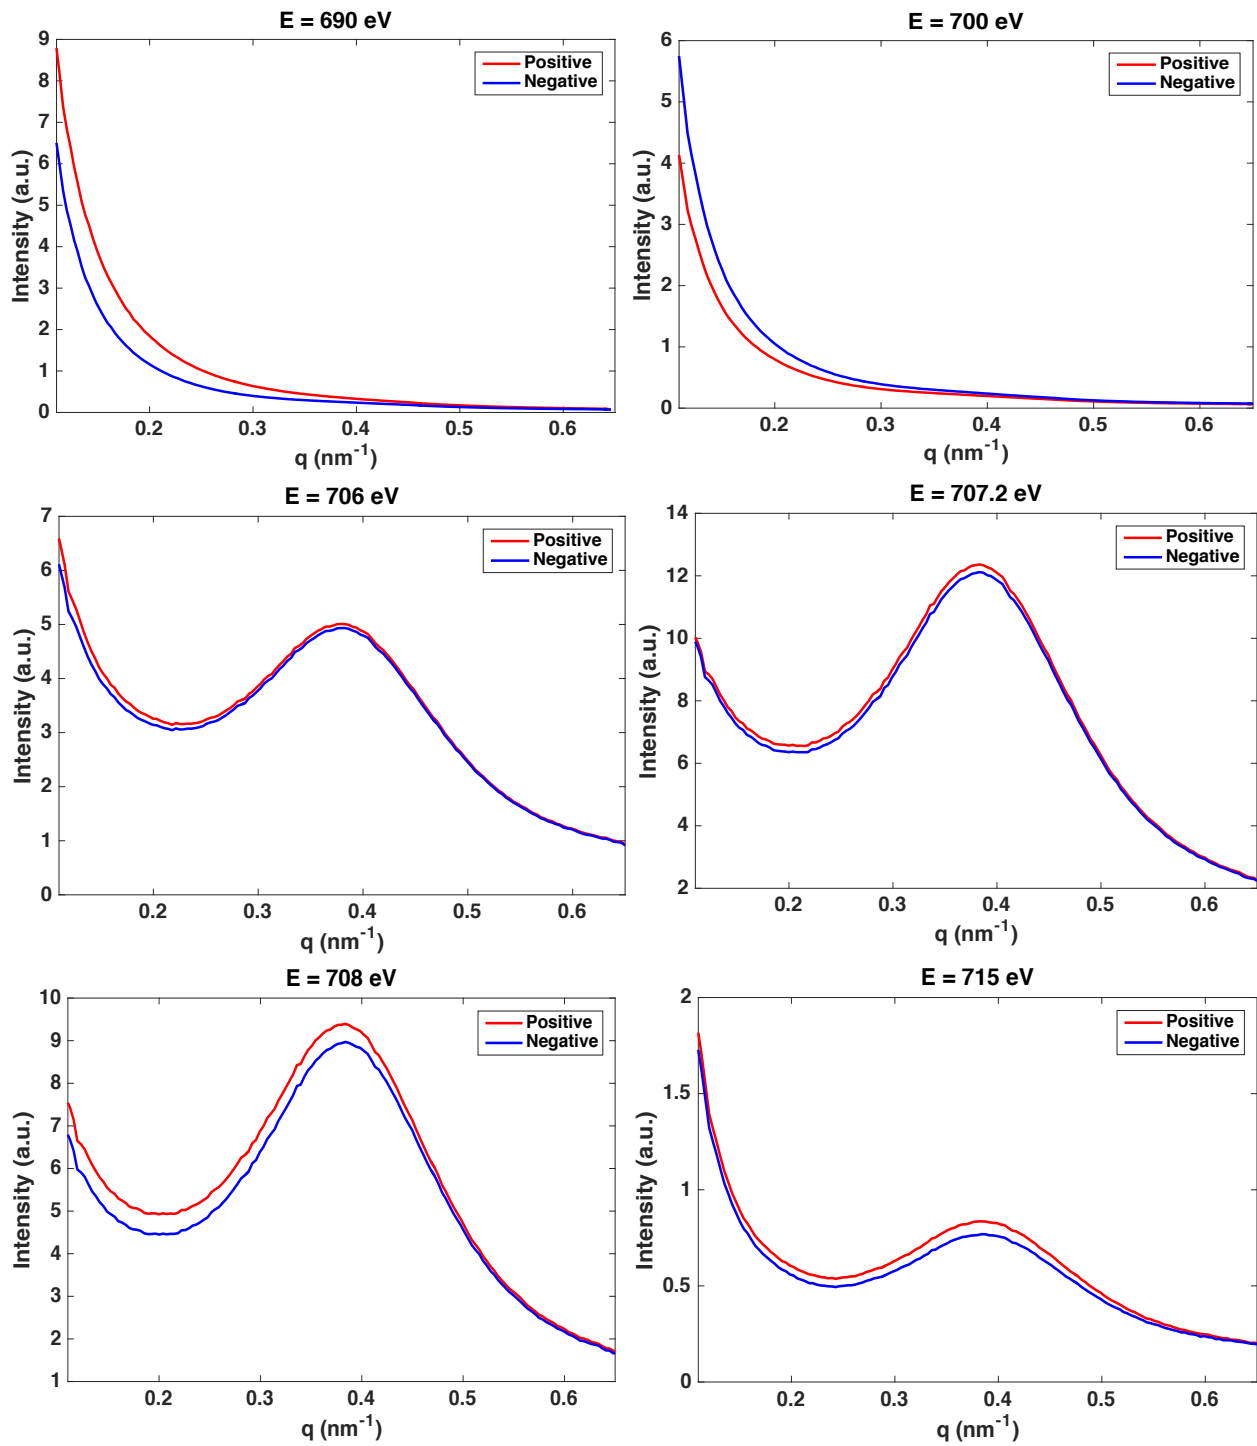 E = 690 eV
Intensity (a.u.)
9
8
7
6
5
4
3
2
1
0
0.2
0.3
0.4
0.5
0.6
q (nm⁻¹)
Positive
Negative
E = 700 eV
Intensity (a.u.)
6
5
4
3
2
1
0
0.2
0.3
0.4
0.5
0.6
q (nm⁻¹)
Positive
Negative
E = 706 eV
Intensity (a.u.)
7
6
5
4
3
2
1
0
0.2
0.3
0.4
0.5
0.6
q (nm⁻¹)
Positive
Negative
E = 707.2 eV
Intensity (a.u.)
14
12
10
8
6
4
2
0.2
0.3
0.4
0.5
0.6
q (nm⁻¹)
Positive
Negative
E = 708 eV
Intensity (a.u.)
10
9
8
7
6
5
4
3
2
1
0.2
0.3
0.4
0.5
0.6
q (nm⁻¹)
Positive
Negative
E = 715 eV
Intensity (a.u.)
2
1.5
1
0.5
0
0.2
0.3
0.4
0.5
0.6
q (nm⁻¹)
Positive
Negative